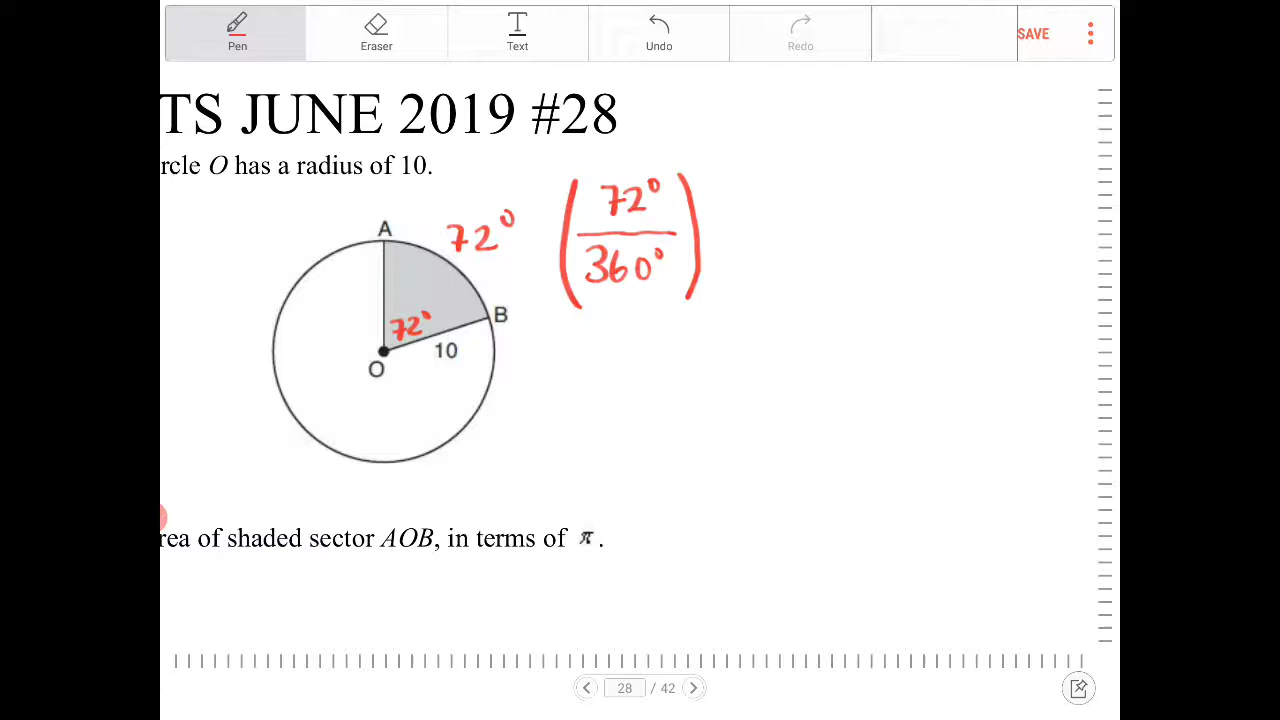 Pen Eraser Text Undo Redo SAVE
TS JUNE 2019 #28
rcle O has a radius of 10.
A
72°
72°
360°
72°
B
10
O
rea of shaded sector AOB, in terms of π.
28 / 42